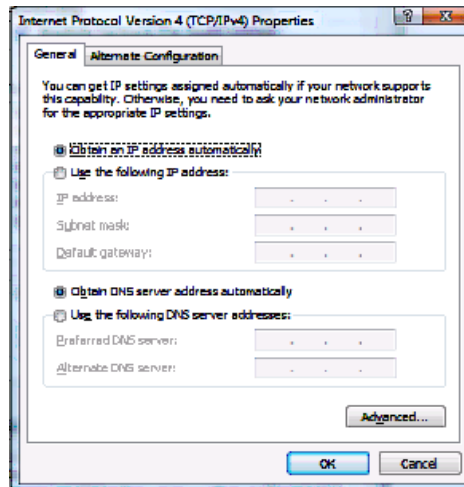 Internet Protocol Version 4 (TCP/IPv4) Properties
General
Alternate Configuration
You can get IP settings assigned automatically if your network supports
this capability. Otherwise, you need to ask your network administrator
for the appropriate IP settings.
Obtain an IP address automatically
Use the following IP address:
IP address:
Subnet mask:
Default gateway:
Obtain DNS server address automatically
Use the following DNS server addresses:
Preferred DNS server:
Alternate DNS server:
Advanced...
OK
Cancel